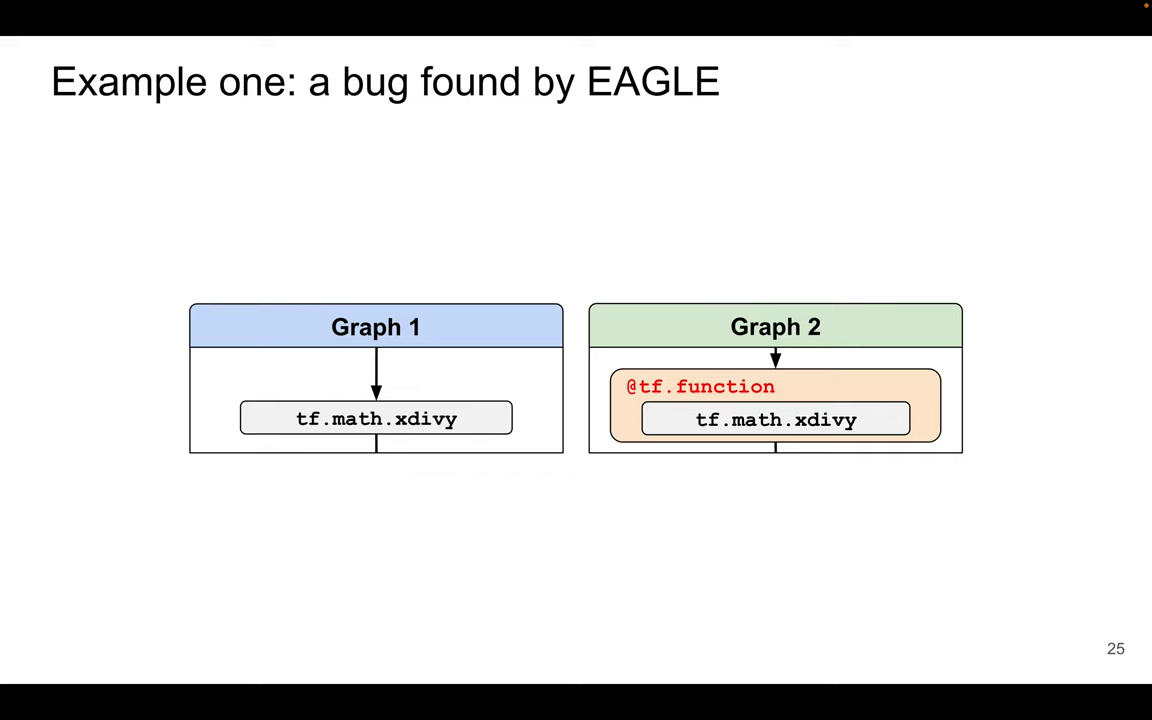 Example one: a bug found by EAGLE
Graph 1
tf.math.xdivy
Graph 2
@tf.function
tf.math.xdivy
25